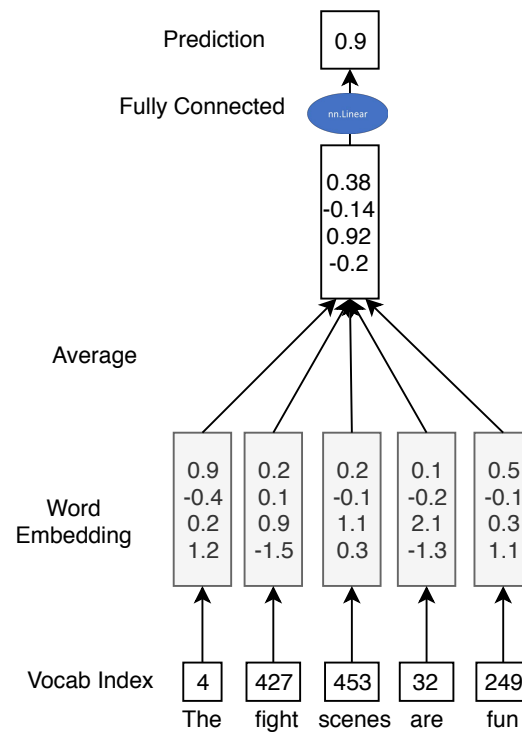 Prediction
0.9
Fully Connected
nn.Linear
0.38
-0.14
0.92
-0.2
Average
Word
Embedding
0.9
-0.4
0.2
1.2
0.2
0.1
0.9
-1.5
0.2
-0.1
1.1
0.3
0.1
-0.2
2.1
-1.3
0.5
-0.1
0.3
1.1
Vocab Index
4
427
453
32
249
The
fight
scenes
are
fun